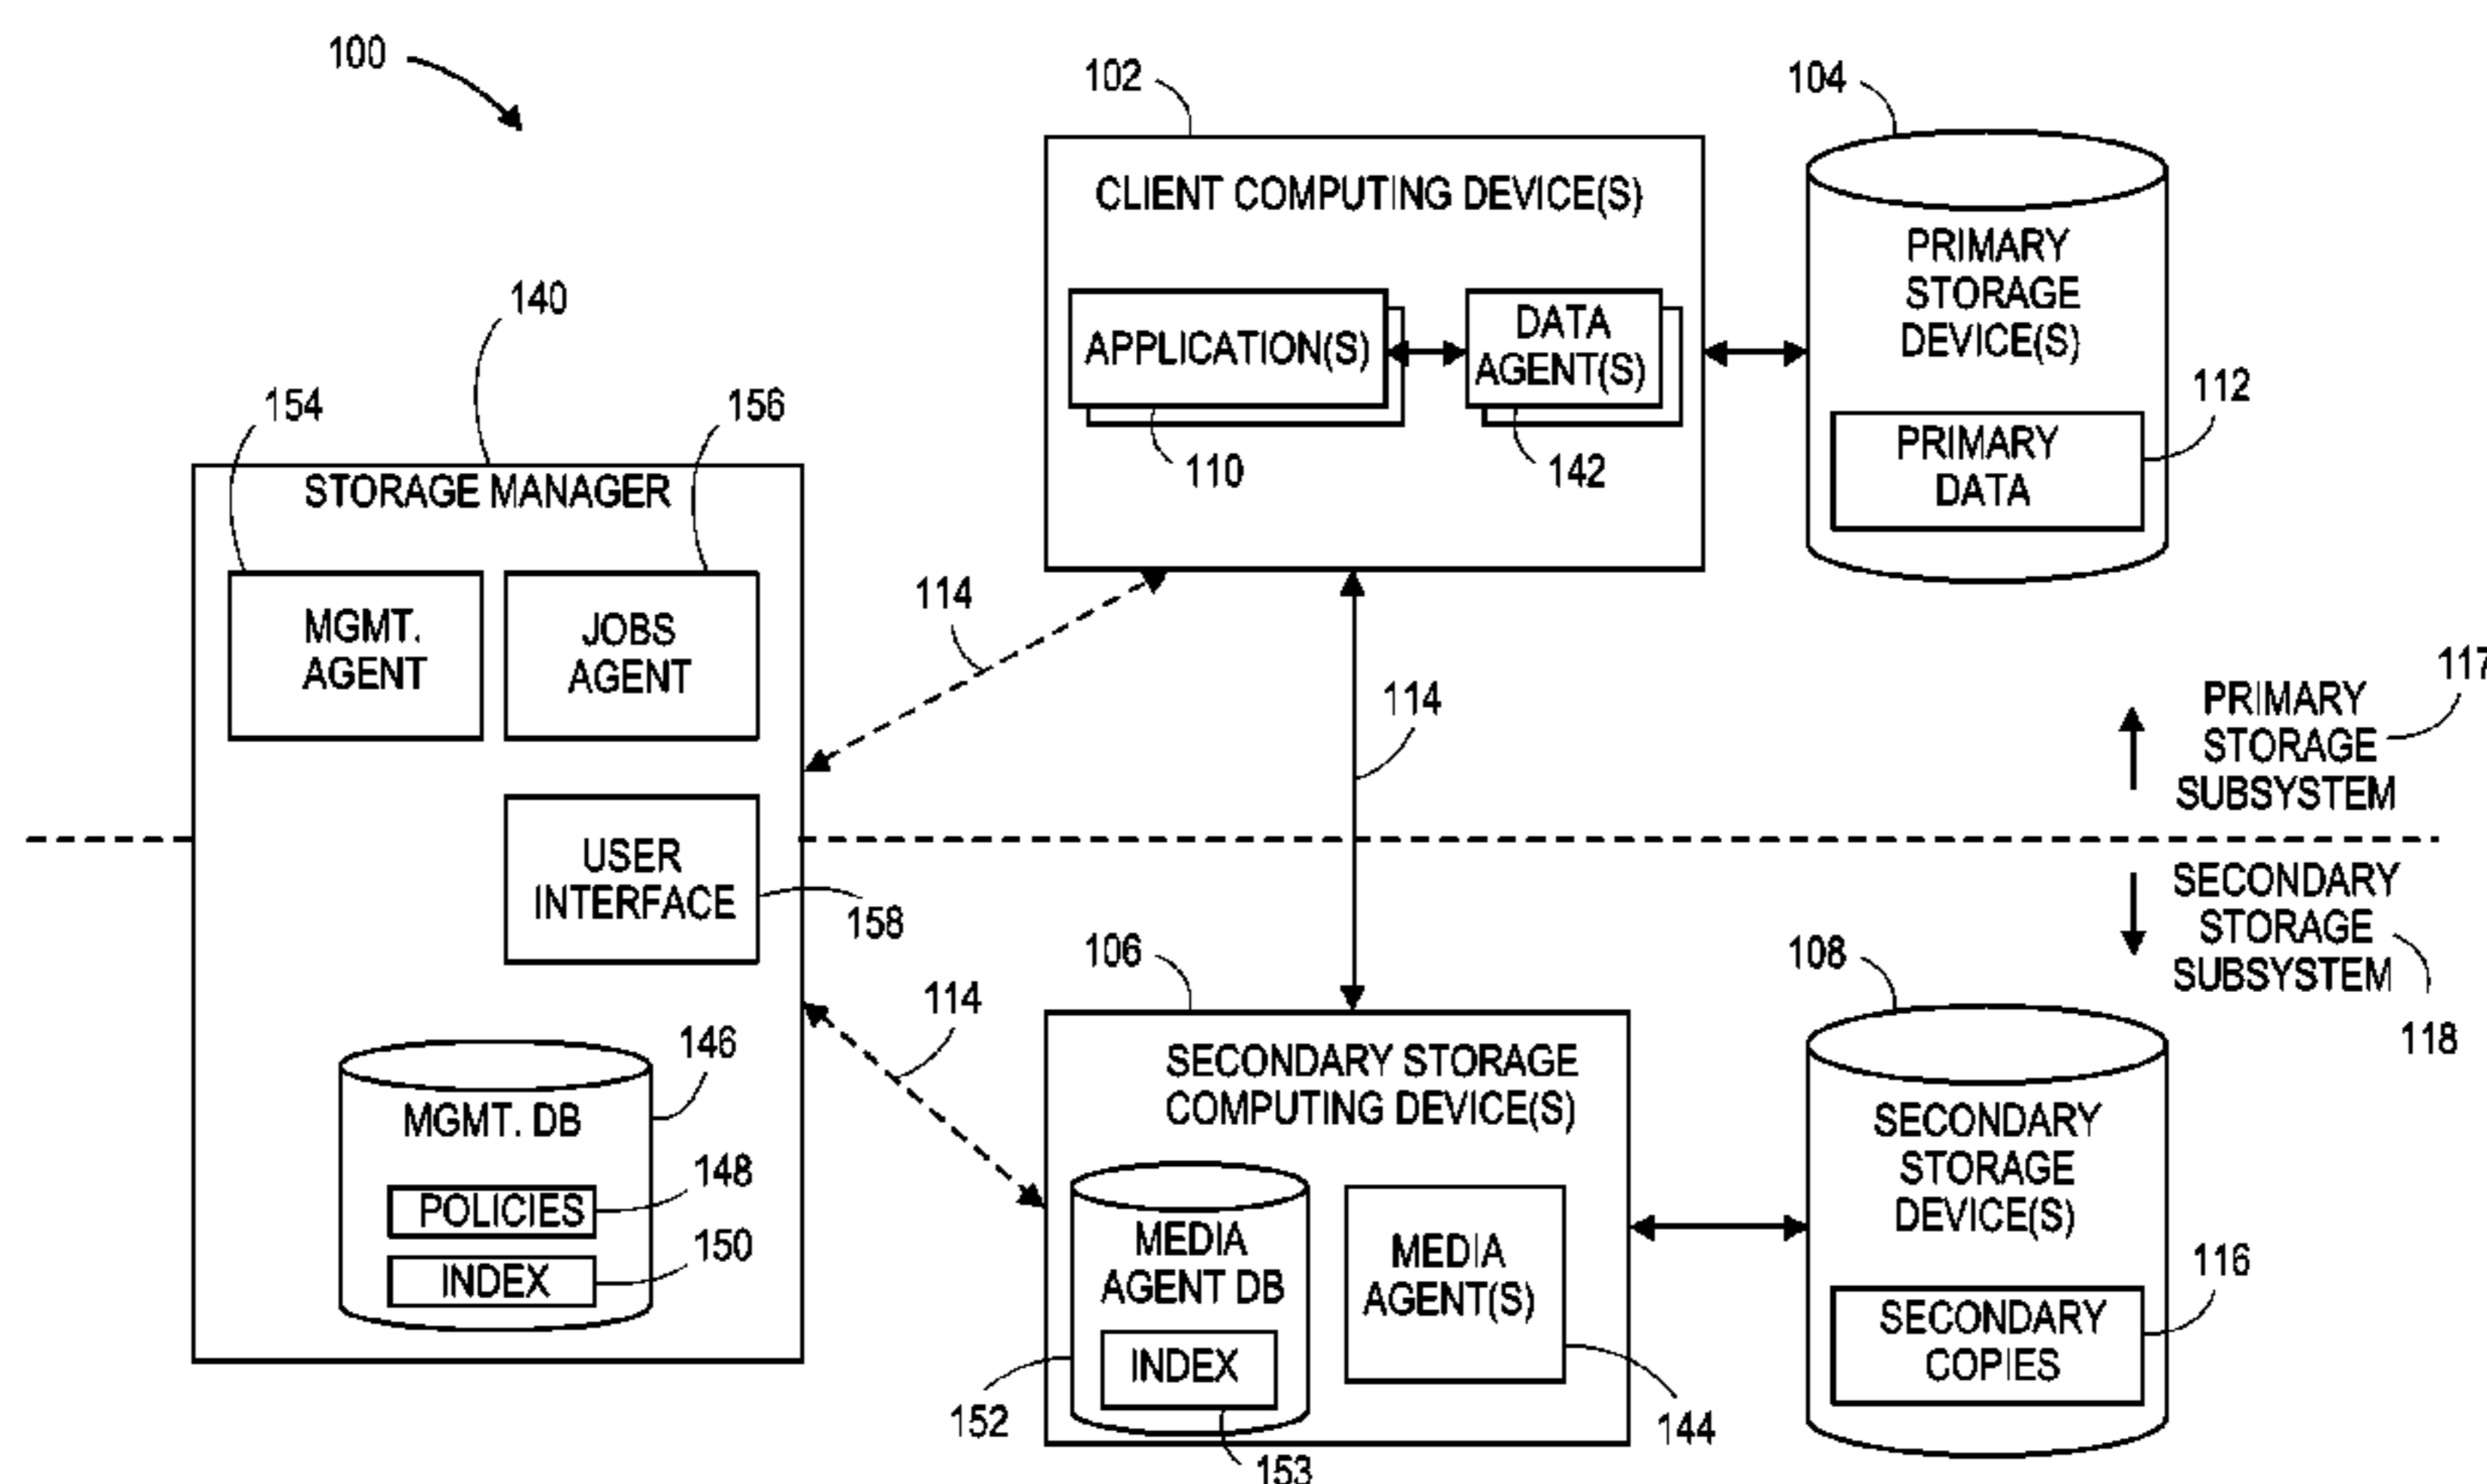 100
102
104
CLIENT COMPUTING DEVICE(S)
APPLICATION(S)
DATA
AGENT(S)
110
142
PRIMARY
STORAGE
DEVICE(S)
112
PRIMARY
DATA
140
154
156
STORAGE MANAGER
MGMT.
AGENT
JOBS
AGENT
USER
INTERFACE
158
146
MGMT. DB
148
POLICIES
150
INDEX
114
114
114
117
PRIMARY
STORAGE
SUBSYSTEM
SECONDARY
STORAGE
SUBSYSTEM
118
106
SECONDARY STORAGE
COMPUTING DEVICE(S)
MEDIA
AGENT DB
INDEX
152
153
MEDIA
AGENT(S)
144
108
SECONDARY
STORAGE
DEVICE(S)
116
SECONDARY
COPIES